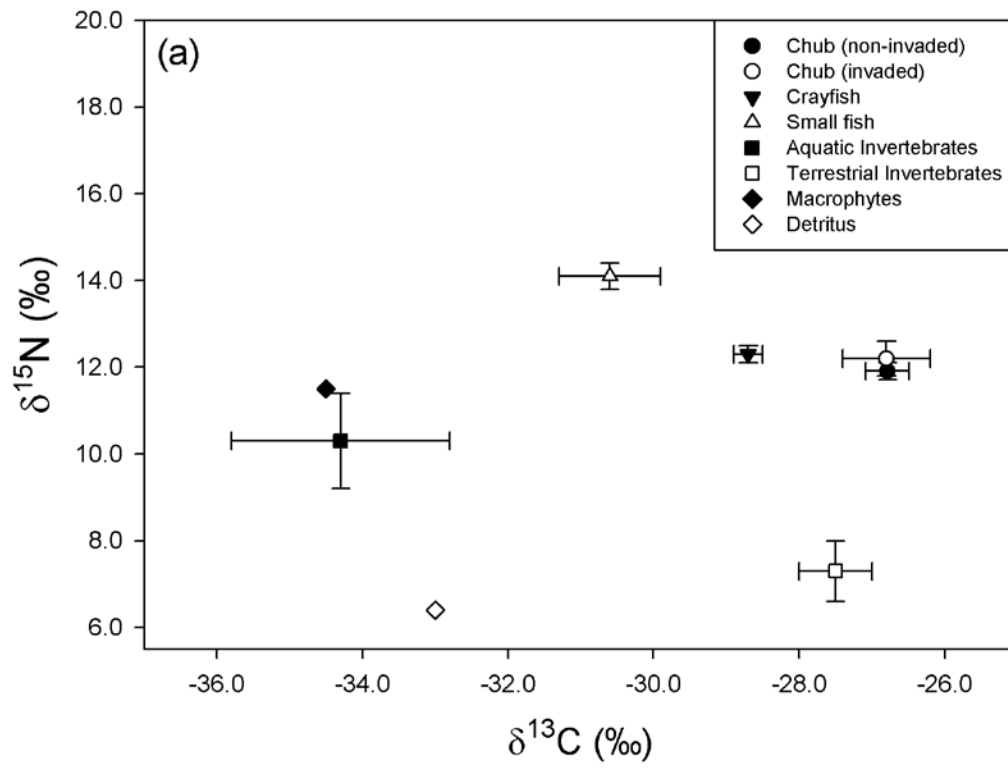 20.0
(a)
18.0
16.0
14.0
12.0
10.0
8.0
6.0
δ¹⁵N (‰)
Chub (non-invaded)
Chub (invaded)
Crayfish
Small fish
Aquatic Invertebrates
Terrestrial Invertebrates
Macrophytes
Detritus
-36.0 -34.0 -32.0 -30.0 -28.0 -26.0
δ¹³C (‰)